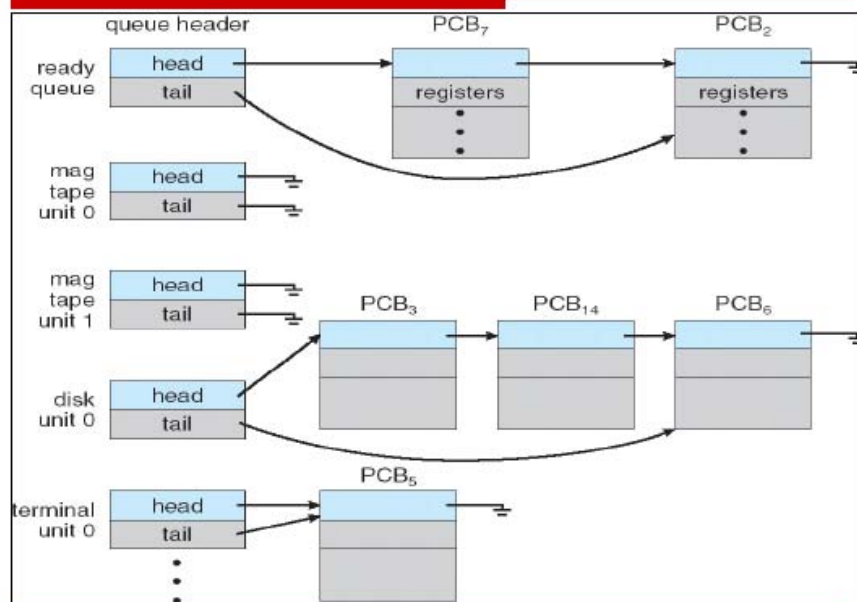 queue header
PCB₇
PCB₂
ready
queue
head
tail
registers
registers
mag
tape
unit 0
head
tail
mag
tape
unit 1
head
tail
PCB₃
PCB₁₄
PCB₆
disk
unit 0
head
tail
PCB₅
terminal
unit 0
head
tail